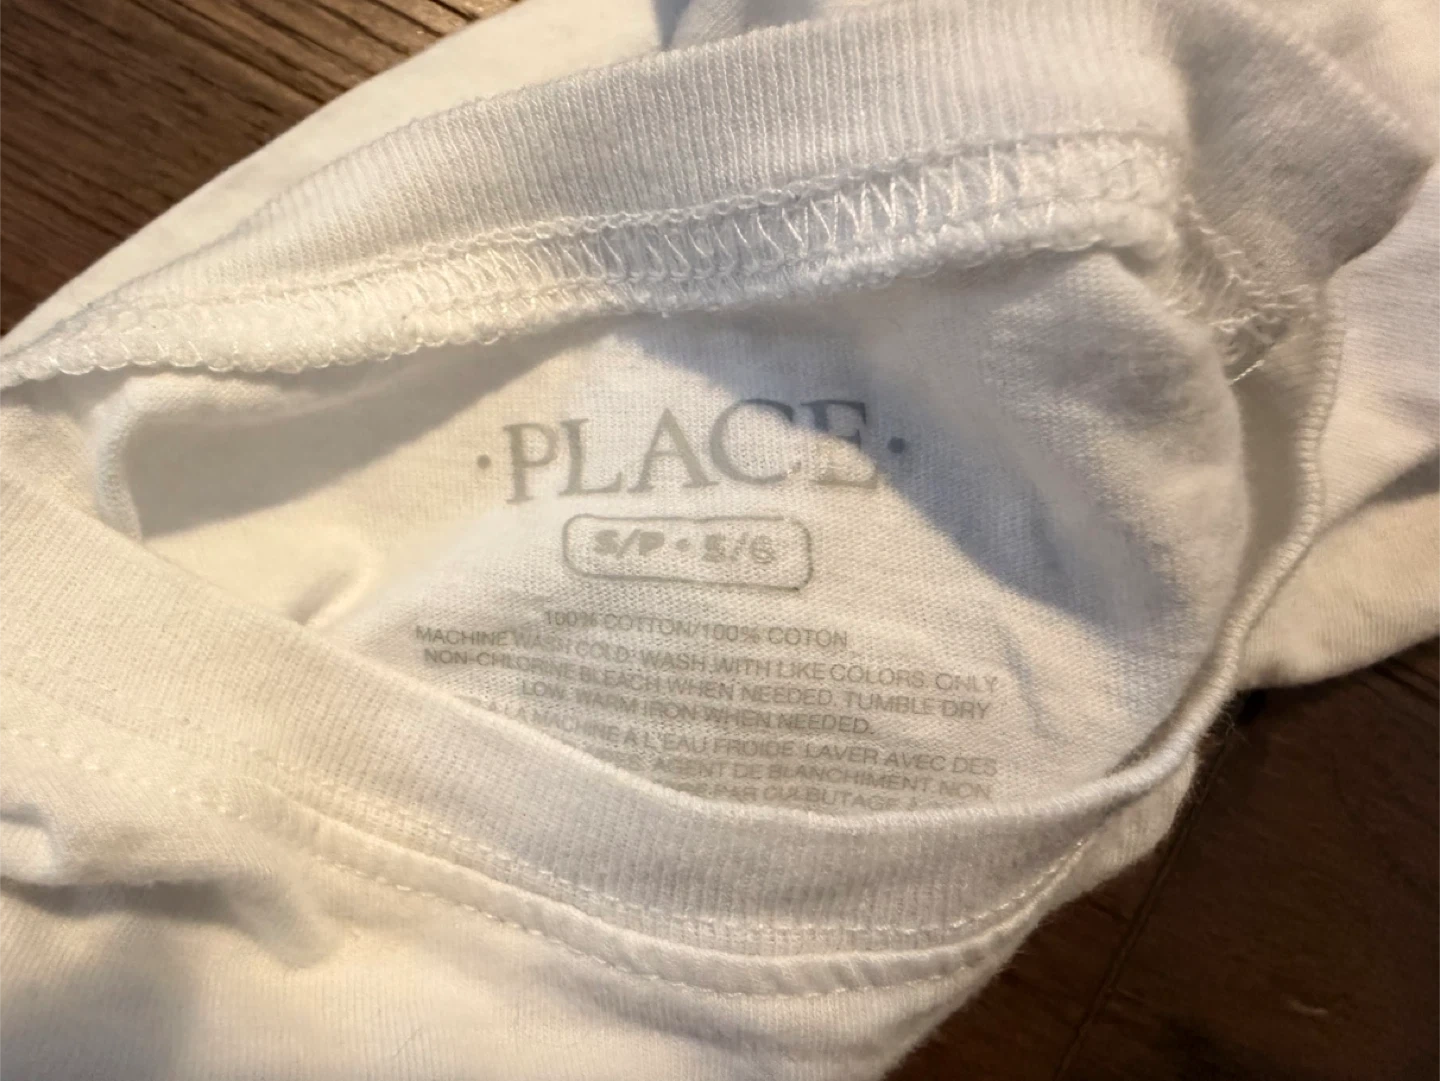 ·PLACE·
S/P • 5/6
100% COTTON/100% COTON
MACHINE WASH COLD. WASH WITH LIKE COLORS. ONLY
NON-CHLORINE BLEACH WHEN NEEDED. TUMBLE DRY
LOW. WARM IRON WHEN NEEDED.
À LA MACHINE À L'EAU FROIDE. LAVER AVEC DES
AGENT DE BLANCHIMENT NON
PAR CULBUTAGE